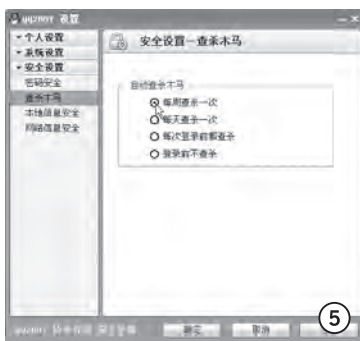 qq2007 设置
个人设置
系统设置
安全设置
密码安全
查杀木马
本地信息安全
网络信息安全
安全设置－查杀木马
自动查杀木马
每周查杀一次
每天查杀一次
每次登录前都查杀
登录前不查杀
确定
取消
5